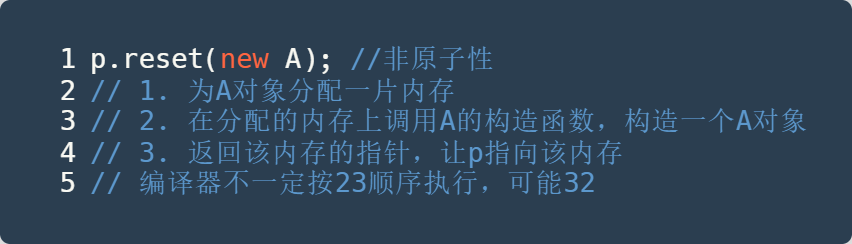 1 p.reset(new A); //非原子性
2 // 1. 为A对象分配一片内存
3 // 2. 在分配的内存上调用A的构造函数，构造一个A对象
4 // 3. 返回该内存的指针，让p指向该内存
5 // 编译器不一定按23顺序执行，可能32